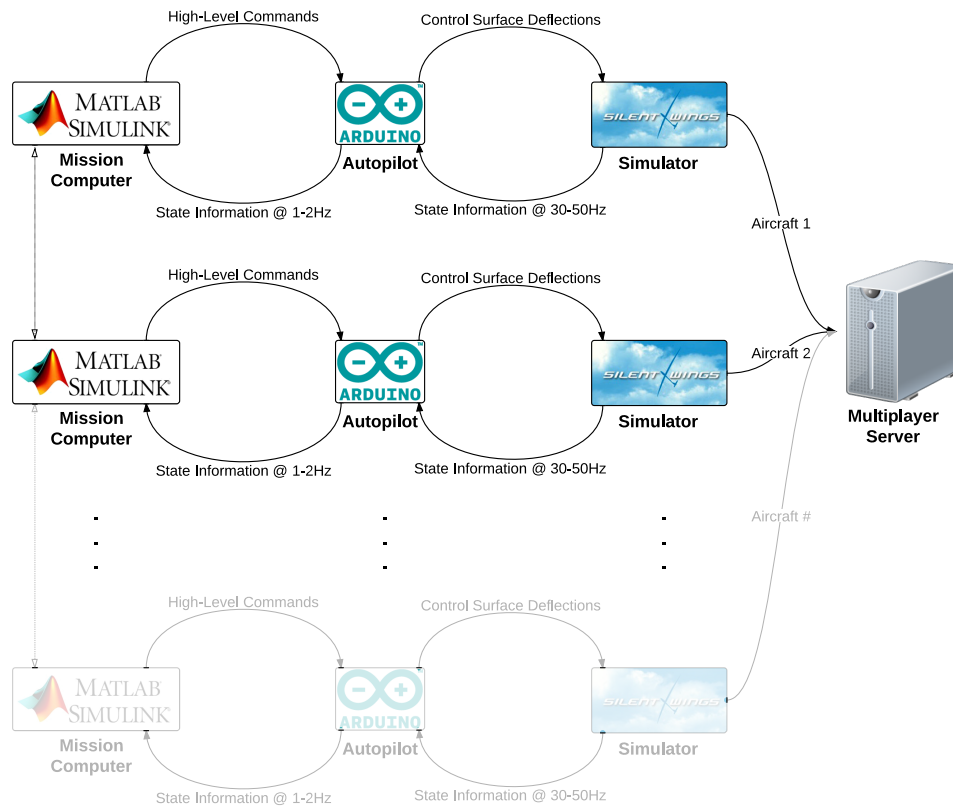 High-Level Commands
Control Surface Deflections
MATLAB
SIMULINK®
ARDUINO™
SILENT WINGS
Mission
Computer
Autopilot
Simulator
State Information @ 1-2Hz
State Information @ 30-50Hz
Aircraft 1
High-Level Commands
Control Surface Deflections
MATLAB
SIMULINK®
ARDUINO™
SILENT WINGS
Aircraft 2
Mission
Computer
Autopilot
Simulator
Multiplayer
Server
State Information @ 1-2Hz
State Information @ 30-50Hz
Aircraft #
High-Level Commands
Control Surface Deflections
MATLAB
SIMULINK®
ARDUINO
SILENT WINGS
Mission
Computer
Autopilot
Simulator
State Information @ 1-2Hz
State Information @ 30-50Hz